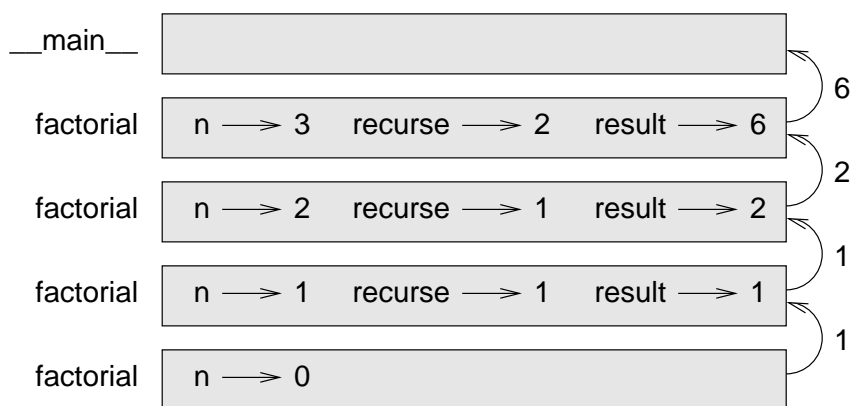 __main__
6
factorial n 3 recurse 2 result 6
2
factorial n 2 recurse 1 result 2
1
factorial n 1 recurse 1 result 1
1
factorial n 0